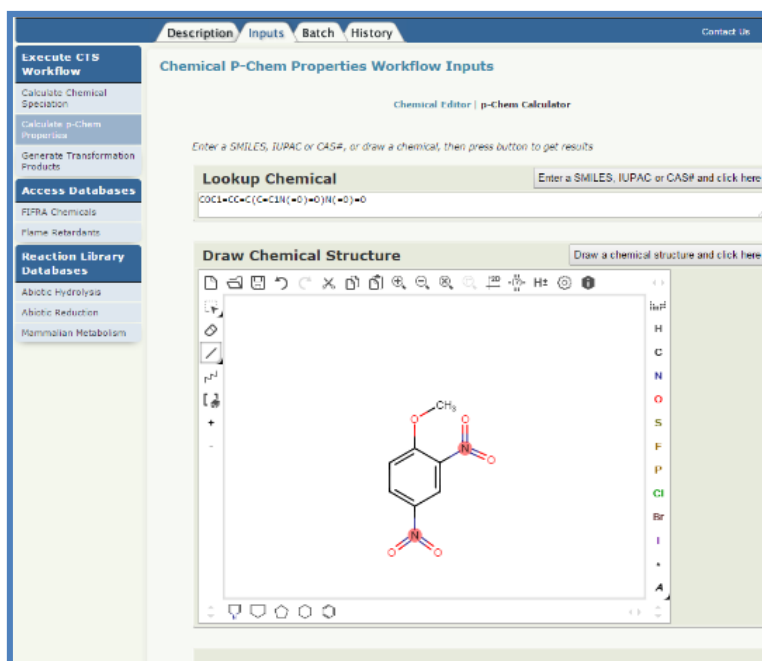 Description Inputs Batch History
Contact Us
Execute CTS
Workflow
Calculate Chemical
Speciation
Calculate p-Chem
Properties
Generate Transformation
Products
Access Databases
FIFRA Chemicals
Flame Retardants
Reaction Library
Databases
Abiotic Hydrolysis
Abiotic Reduction
Mammalian Metabolism
Chemical P-Chem Properties Workflow Inputs
Chemical Editor | p-Chem Calculator
Enter a SMILES, IUPAC or CAS#, or draw a chemical, then press button to get results
Lookup Chemical
Enter a SMILES, IUPAC or CAS# and click here
COC1=CC=C(C=C1N(=O)=O)N(=O)=O
Draw Chemical Structure
Draw a chemical structure and click here
2D
H±
H
C
N
O
S
F
P
Cl
Br
I
*
A
CH3
O
O
N
O
N
O
O